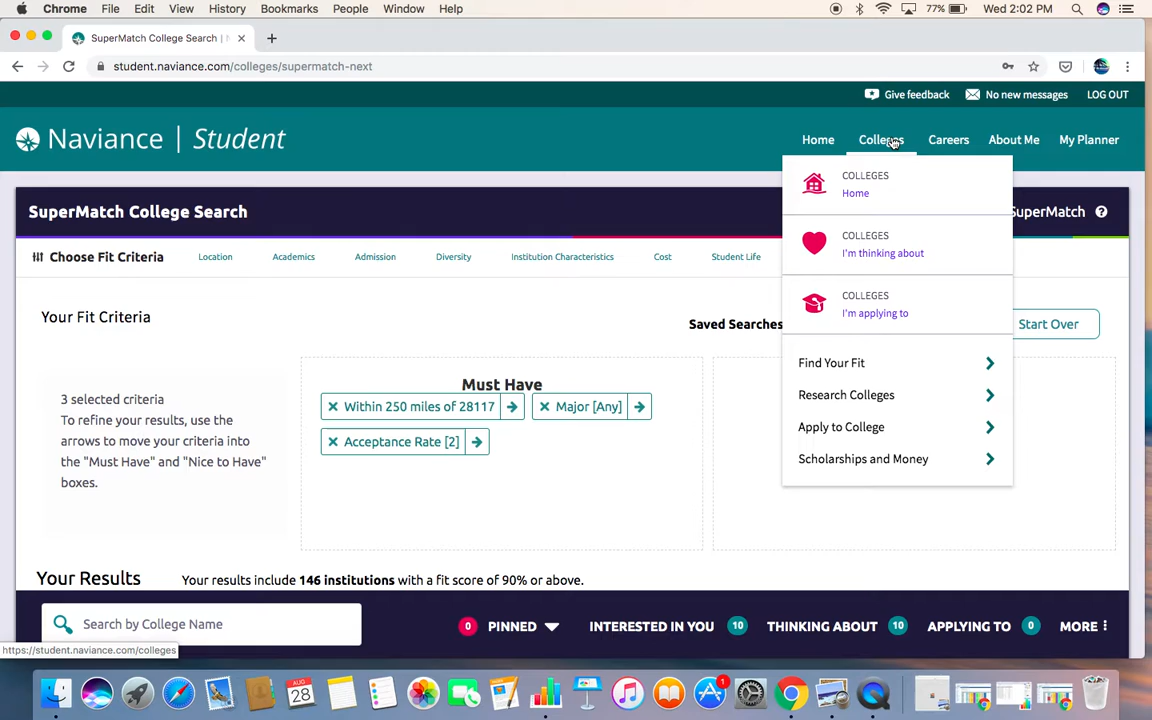 Chrome File Edit View History Bookmarks People Window Help 77% Wed 2:02 PM
SuperMatch College Search |
student.naviance.com/colleges/supermatch-next
Give feedback No new messages LOG OUT
Naviance | Student Home Colleges Careers About Me My Planner
COLLEGES
Home
COLLEGES
I'm thinking about
COLLEGES
I'm applying to
Find Your Fit
Research Colleges
Apply to College
Scholarships and Money
SuperMatch College Search SuperMatch ?
Choose Fit Criteria Location Academics Admission Diversity Institution Characteristics Cost Student Life
Your Fit Criteria Saved Searches Start Over
3 selected criteria
To refine your results, use the
arrows to move your criteria into
the "Must Have" and "Nice to Have"
boxes.
Must Have
Within 250 miles of 28117 Major [Any]
Acceptance Rate [2]
Your Results Your results include 146 institutions with a fit score of 90% or above.
Search by College Name 0 PINNED INTERESTED IN YOU 10 THINKING ABOUT 10 APPLYING TO 0 MORE
https://student.naviance.com/colleges
AUG
28
1